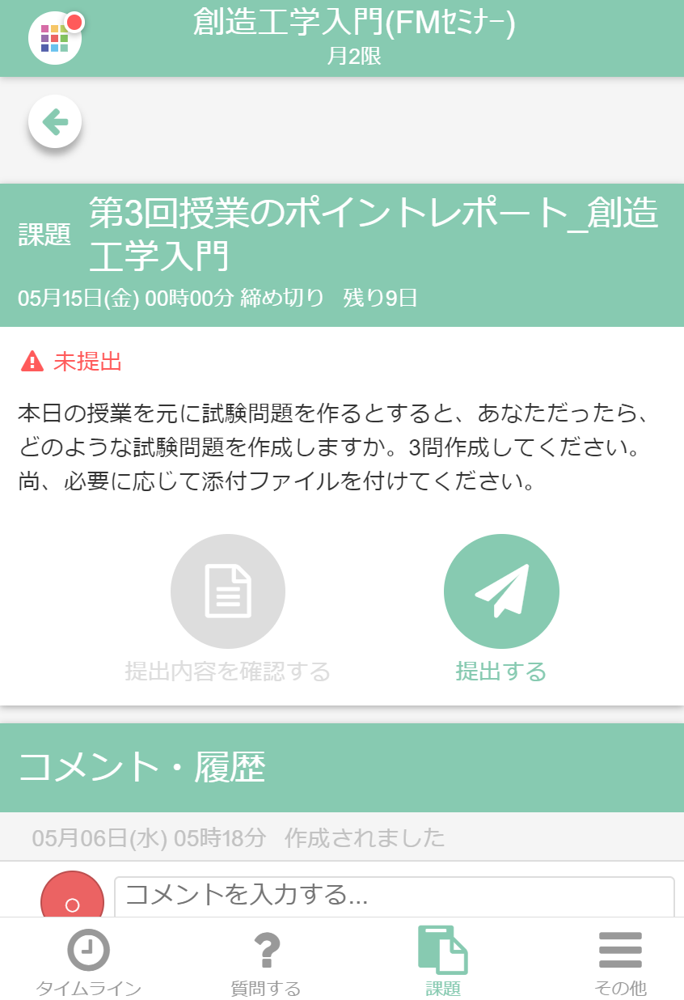 創造工学入門(FMｾﾐﾅｰ)
月2限
課題
第3回授業のポイントレポート_創造
工学入門
05月15日(金) 00時00分 締め切り 残り9日
未提出
本日の授業を元に試験問題を作るとすると、あなただったら、
どのような試験問題を作成しますか。3問作成してください。
尚、必要に応じて添付ファイルを付けてください。
提出内容を確認する
提出する
コメント・履歴
05月06日(水) 05時18分 作成されました
コメントを入力する...
タイムライン
質問する
課題
その他